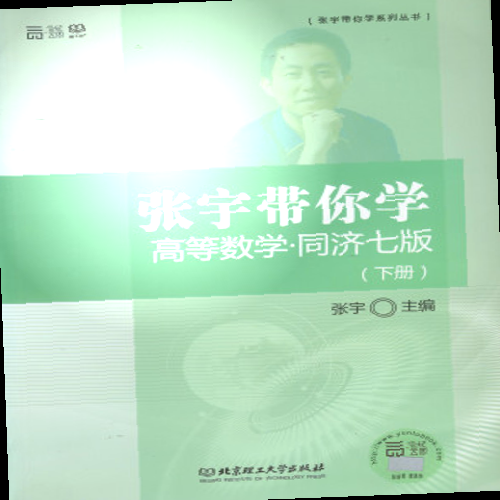 (张宇带你学系列丛书)
张宇带你学
高等数学·同济七版
(下册)
张宇 主编
北京理工大学出版社